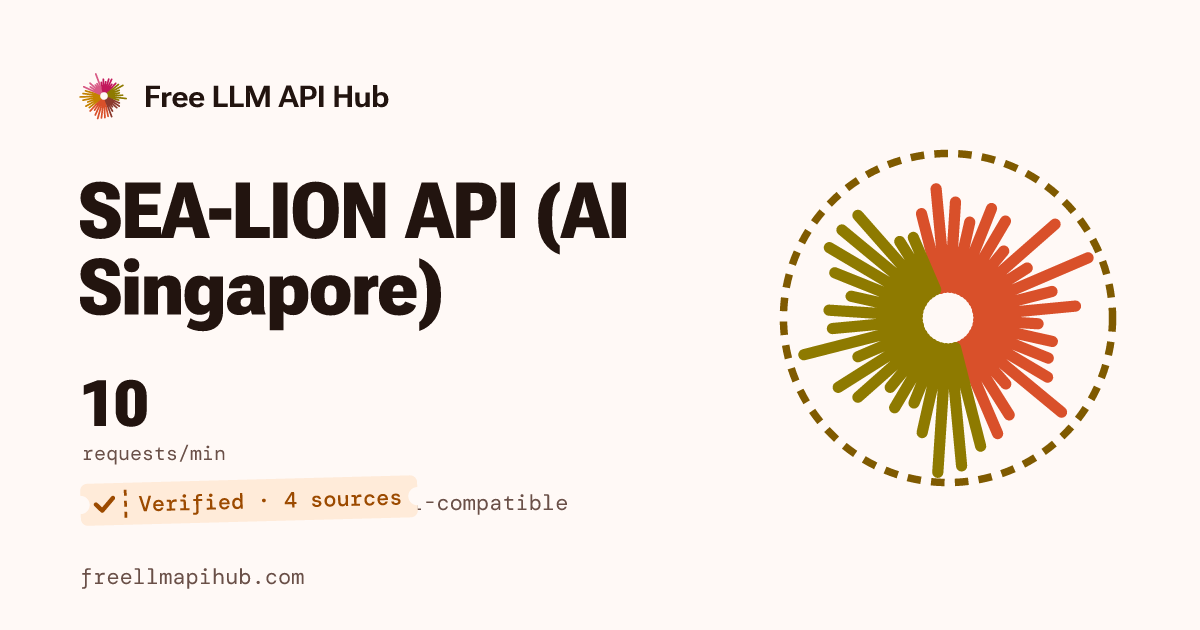 Free LLM API Hub
SEA-LION API (AI
Singapore)
10
requests/min
Verified · 4 sources
-compatible
freellmapihub.com